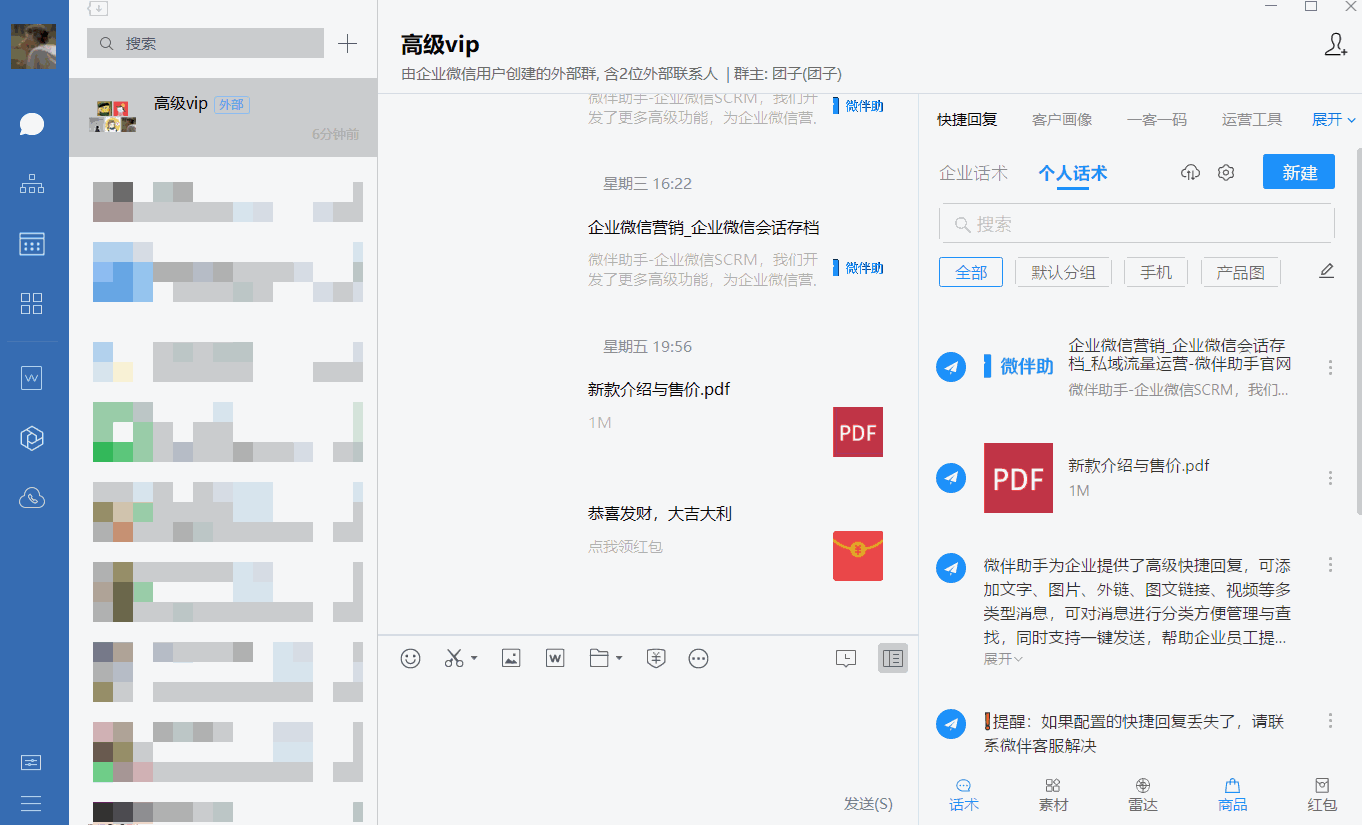 搜索
高级vip 外部
6分钟前
高级vip
由企业微信用户创建的外部群, 含2位外部联系人 | 群主: 团子(团子)
微伴助手-企业微信SCRM，我们开
发了更多高级功能，为企业微信营.
微伴助
星期三 16:22
企业微信营销_企业微信会话存档
微伴助手-企业微信SCRM，我们开
发了更多高级功能，为企业微信营.
微伴助
星期五 19:56
新款介绍与售价.pdf
1M
PDF
恭喜发财，大吉大利
点我领红包
发送(S)
快捷回复 客户画像 一客一码 运营工具 展开
企业话术 个人话术 新建
搜索
全部 默认分组 手机 产品图
微伴助
企业微信营销_企业微信会话存
档_私域流量运营-微伴助手官网
微伴助手-企业微信SCRM，我们...
PDF
新款介绍与售价.pdf
1M
微伴助手为企业提供了高级快捷回复，可添
加文字、图片、外链、图文链接、视频等多
类型消息，可对消息进行分类方便管理与查
找，同时支持一键发送，帮助企业员工提...
展开
❗提醒：如果配置的快捷回复丢失了，请联
系微伴客服解决
话术 素材 雷达 商品 红包